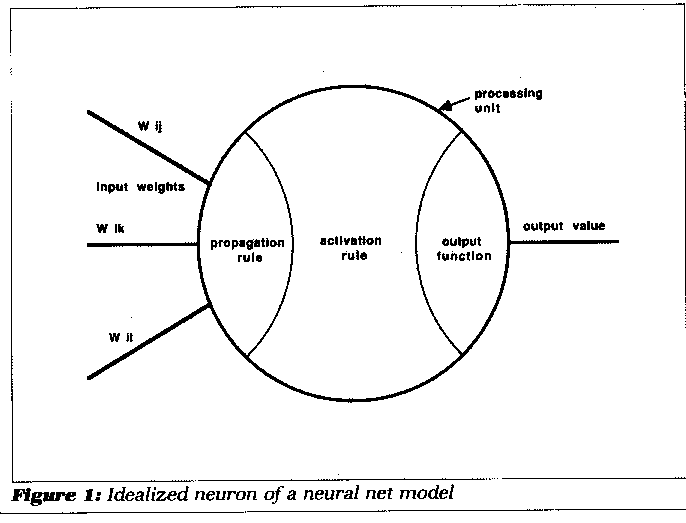 processing
unit
W ij
input weights
W ik
propagation
rule
activation
rule
output
function
output value
W il
Figure 1: Idealized neuron of a neural net model